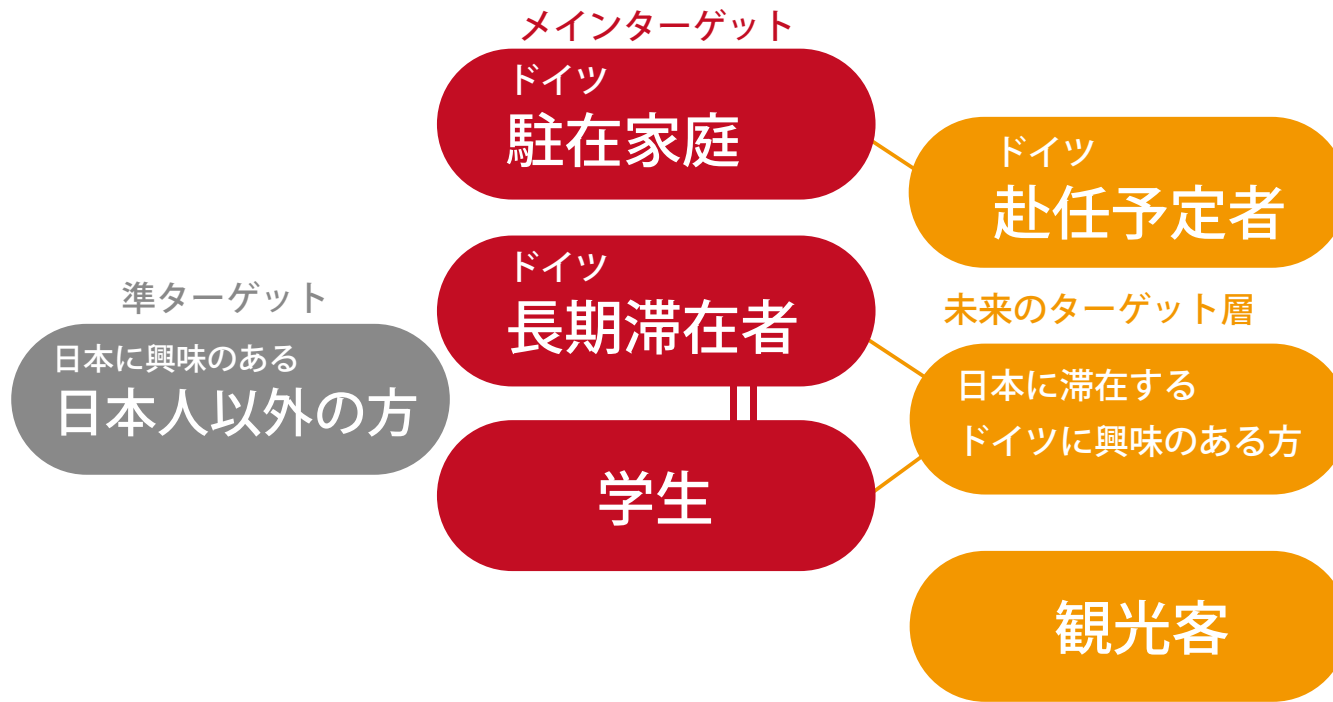 メインターゲット
ドイツ
駐在家庭
ドイツ
長期滞在者
学生
準ターゲット
日本に興味のある
日本人以外の方
ドイツ
赴任予定者
未来のターゲット層
日本に滞在する
ドイツに興味のある方
観光客